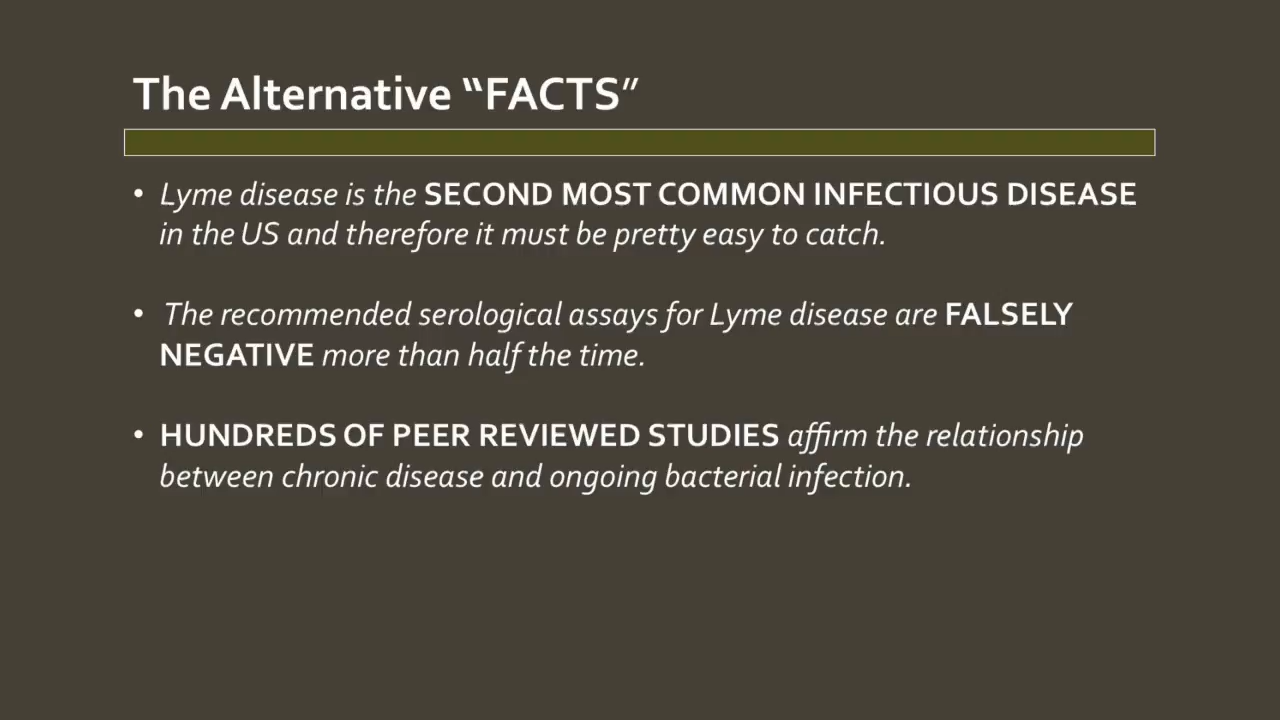 The Alternative “FACTS”
• Lyme disease is the SECOND MOST COMMON INFECTIOUS DISEASE
in the US and therefore it must be pretty easy to catch.
• The recommended serological assays for Lyme disease are FALSELY
NEGATIVE more than half the time.
• HUNDREDS OF PEER REVIEWED STUDIES affirm the relationship
between chronic disease and ongoing bacterial infection.